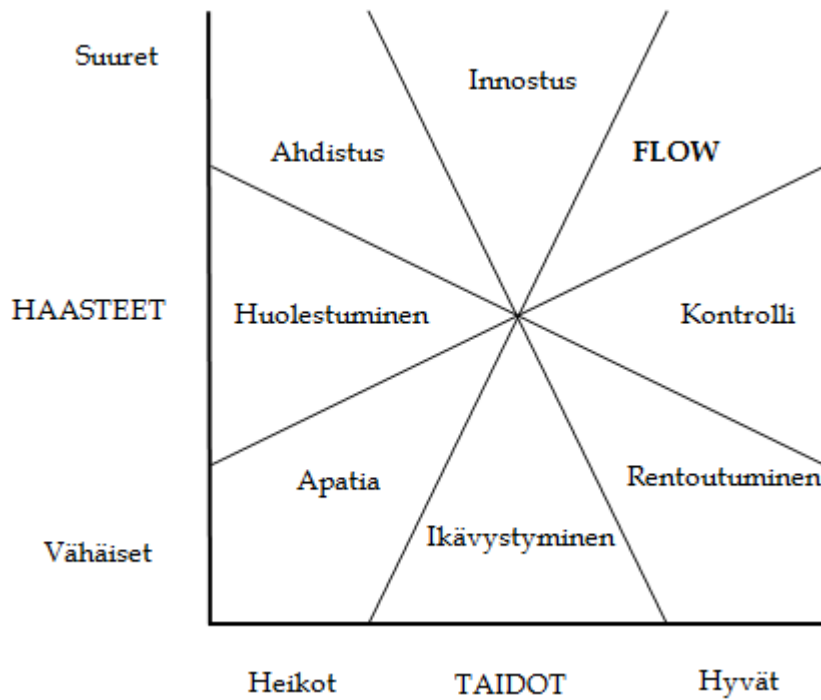 Suuret
Innostus
Ahdistus
FLOW
HAASTEET
Huolestuminen
Kontrolli
Apatia
Rentoutuminen
Ikävystyminen
Vähäiset
Heikot
TAIDOT
Hyvät